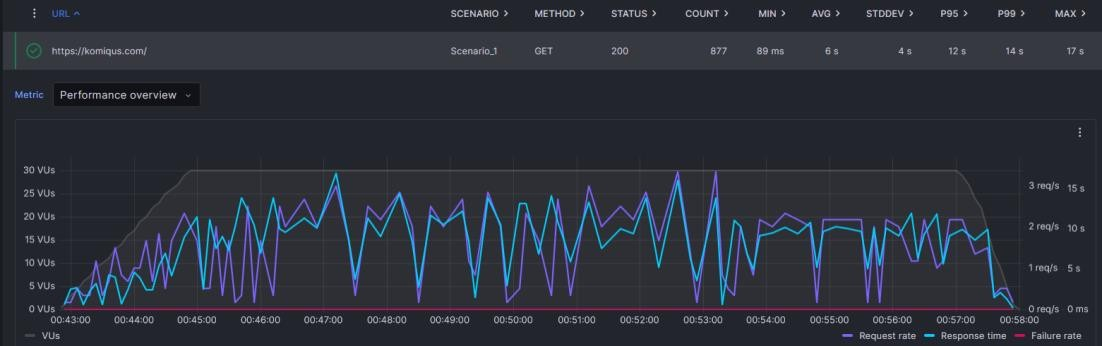 URL SCENARIO METHOD STATUS COUNT MIN AVG STDDEV P95 P99 MAX
https://komiqus.com/ Scenario_1 GET 200 877 89 ms 6 s 4 s 12 s 14 s 17 s
Metric Performance overview
30 VUs
25 VUs 3 req/s 15 s
20 VUs
15 VUs 2 req/s 10 s
10 VUs
5 VUs 1 req/s 5 s
0 VUs 0 req/s 0 ms
00:43:00 00:44:00 00:45:00 00:46:00 00:47:00 00:48:00 00:49:00 00:50:00 00:51:00 00:52:00 00:53:00 00:54:00 00:55:00 00:56:00 00:57:00 00:58:00
VUs Request rate Response time Failure rate